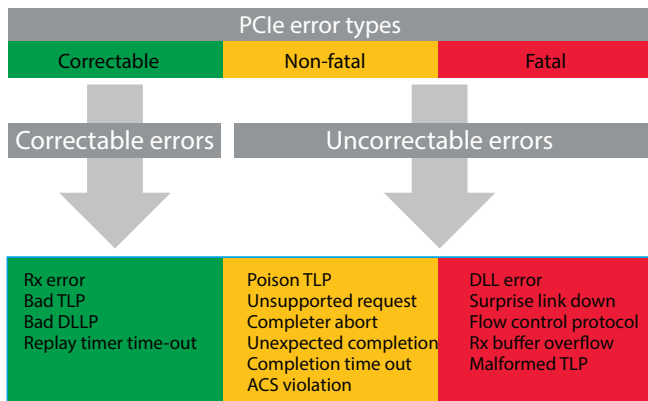 PCIe error types
Correctable
Non-fatal
Fatal
Correctable errors
Uncorrectable errors
Rx error
Bad TLP
Bad DLLP
Replay timer time-out
Poison TLP
Unsupported request
Completer abort
Unexpected completion
Completion time out
ACS violation
DLL error
Surprise link down
Flow control protocol
Rx buffer overflow
Malformed TLP